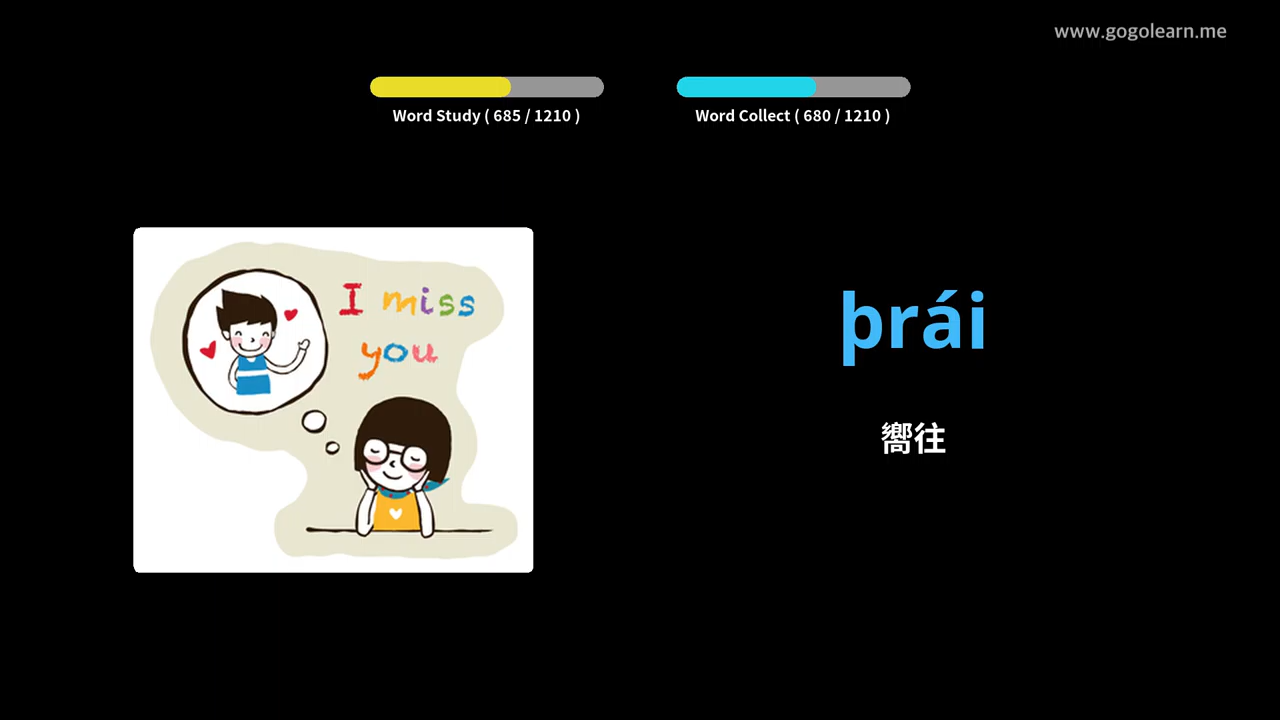 www.gogolearn.me
Word Study ( 685 / 1210 )
Word Collect ( 680 / 1210 )
I miss
you
þrái
嚮往